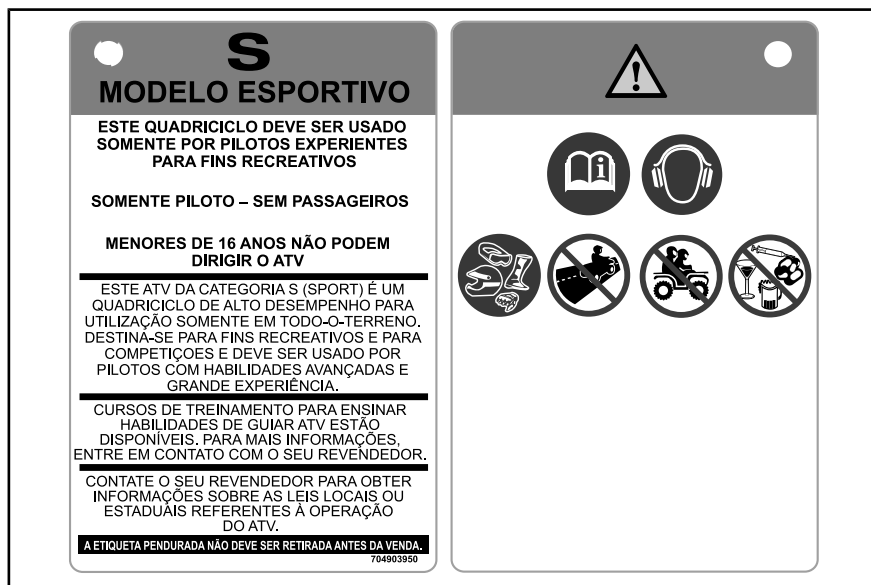 S
MODELO ESPORTIVO
ESTE QUADRICICLO DEVE SER USADO
SOMENTE POR PILOTOS EXPERIENTES
PARA FINS RECREATIVOS
SOMENTE PILOTO – SEM PASSAGEIROS
MENORES DE 16 ANOS NÃO PODEM
DIRIGIR O ATV
ESTE ATV DA CATEGORIA S (SPORT) É UM
QUADRICICLO DE ALTO DESEMPENHO PARA
UTILIZAÇÃO SOMENTE EM TODO-O-TERRENO.
DESTINA-SE PARA FINS RECREATIVOS E PARA
COMPETIÇOES E DEVE SER USADO POR
PILOTOS COM HABILIDADES AVANÇADAS E
GRANDE EXPERIÊNCIA.
CURSOS DE TREINAMENTO PARA ENSINAR
HABILIDADES DE GUIAR ATV ESTÃO
DISPONÍVEIS. PARA MAIS INFORMAÇÕES,
ENTRE EM CONTATO COM O SEU REVENDEDOR.
CONTATE O SEU REVENDEDOR PARA OBTER
INFORMAÇÕES SOBRE AS LEIS LOCAIS OU
ESTADUAIS REFERENTES À OPERAÇÃO
DO ATV.
A ETIQUETA PENDURADA NÃO DEVE SER RETIRADA ANTES DA VENDA.
704903950